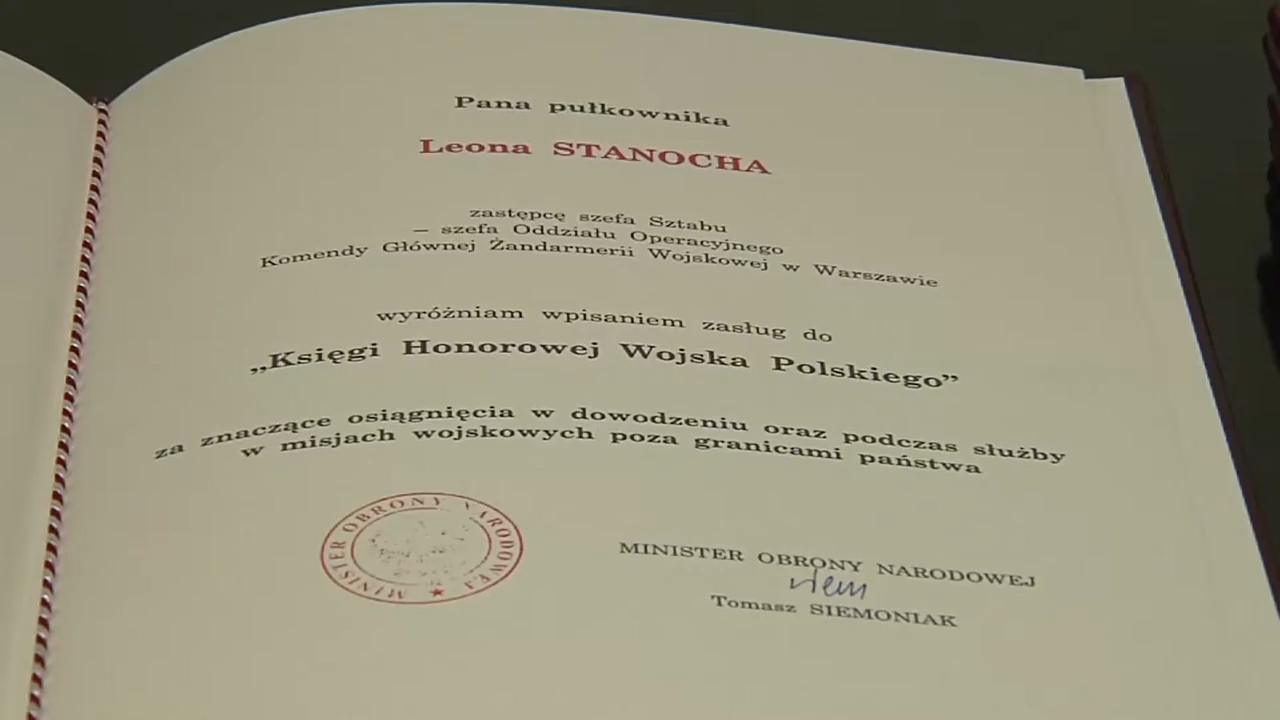 Pana pułkownika
Leona STANOCHA
zastępcę szefa Sztabu
– szefa Oddziału Operacyjnego
Komendy Głównej Żandarmerii Wojskowej w Warszawie
wyróżniam wpisaniem zasług do
„Księgi Honorowej Wojska Polskiego”
za znaczące osiągnięcia w dowodzeniu oraz podczas służby
w misjach wojskowych poza granicami państwa
MINISTER OBRONY NARODOWEJ
MINISTER OBRONY NARODOWEJ
Tomasz SIEMONIAK